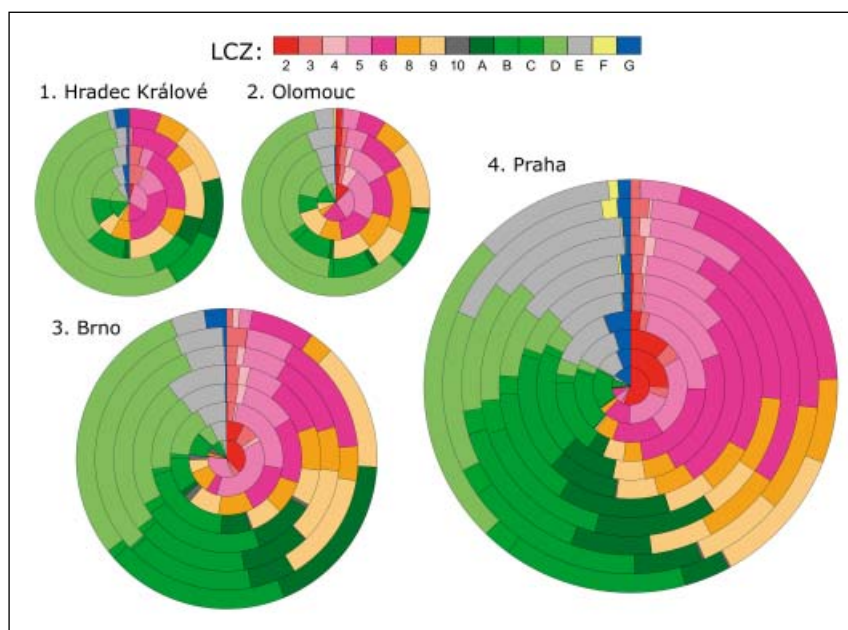 LCZ:
2 3 4 5 6 8 9 10 A B C D E F G
1. Hradec Králové
2. Olomouc
4. Praha
3. Brno